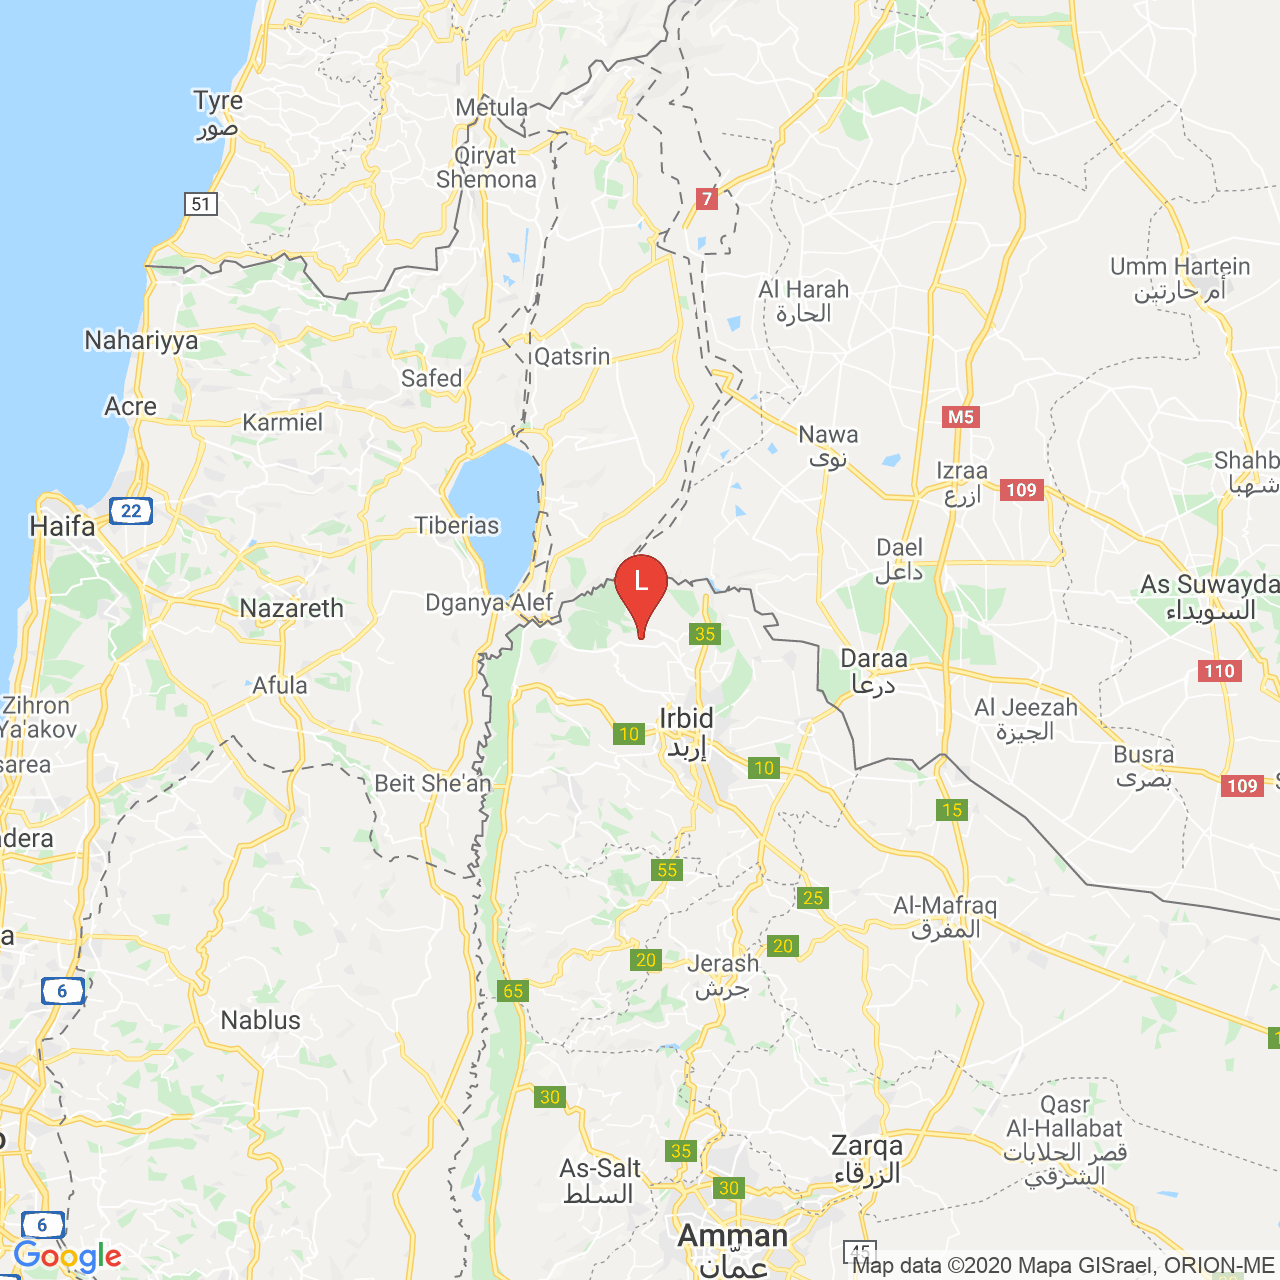 Tyre
صور
Metula
Qiryat
Shemona
51
7
Umm Hartein
أم حارتين
Al Harah
الحارة
Nahariyya
Qatsrin
Safed
Acre
Karmiel
M5
Nawa
نوى
Izraa
ازرع
Shahb
شهبا
109
22
Haifa
Tiberias
Dael
داعل
L
As Suwayda
السويداء
Nazareth
Dganya Alef
35
Daraa
درعا
110
Afula
Zihron
Ya'akov
Al Jeezah
الجيزة
Irbid
إربد
10
sarea
Busra
بصرى
10
Beit She'an
109
S
15
adera
55
25
Al-Mafraq
المفرق
a
20
20
Jerash
جرش
6
65
Nablus
1
30
Qasr
Al-Hallabat
قصر الحلابات
الشرقي
o
35
Zarqa
الزرقاء
As-Salt
السلط
30
6
Amman
عمّان
45
Google
Map data ©2020 Mapa GISrael, ORION-ME